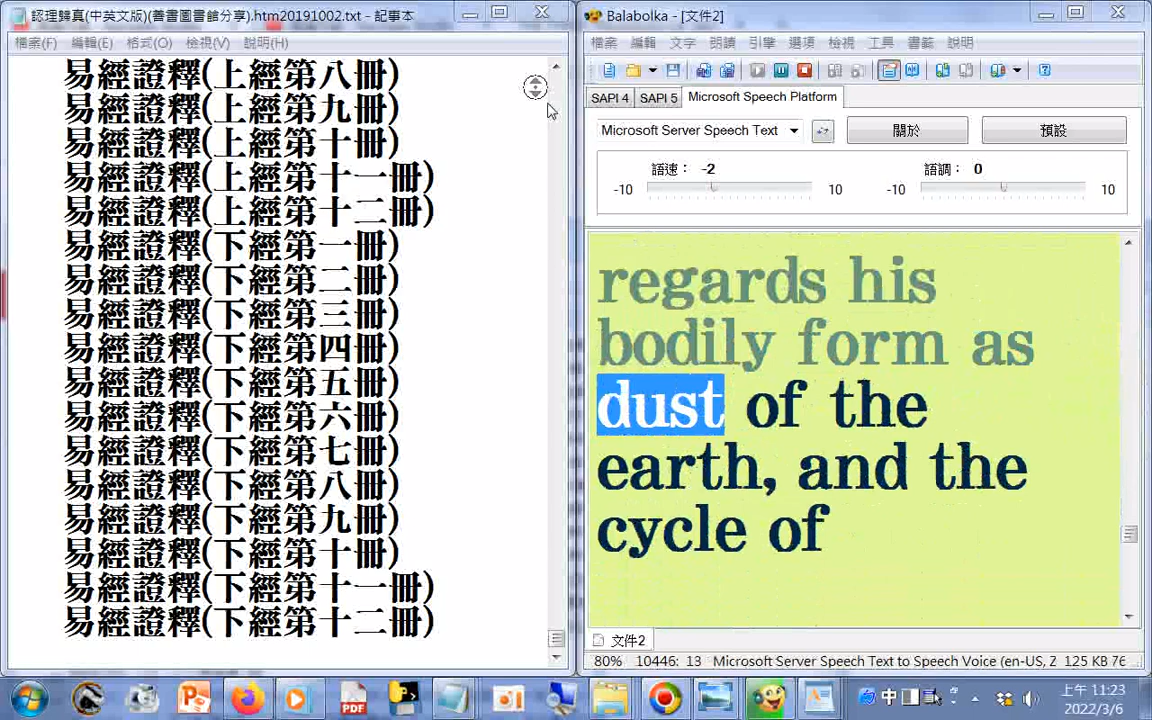 認理歸真(中英文版)(善書圖書館分享).htm20191002.txt - 記事本
檔案(F) 編輯(E) 格式(O) 檢視(V) 說明(H)
易經證釋(上經第八冊)
易經證釋(上經第九冊)
易經證釋(上經第十冊)
易經證釋(上經第十一冊)
易經證釋(上經第十二冊)
易經證釋(下經第一冊)
易經證釋(下經第二冊)
易經證釋(下經第三冊)
易經證釋(下經第四冊)
易經證釋(下經第五冊)
易經證釋(下經第六冊)
易經證釋(下經第七冊)
易經證釋(下經第八冊)
易經證釋(下經第九冊)
易經證釋(下經第十冊)
易經證釋(下經第十一冊)
易經證釋(下經第十二冊)
Balabolka - [文件2]
檔案 編輯 文字 朗讀 引擎 選項 檢視 工具 書籤 說明
SAPI 4 SAPI 5 Microsoft Speech Platform
Microsoft Server Speech Text 關於 預設
語速： -2 語調： 0
-10 10 -10 10
regards his
bodily form as
dust of the
earth, and the
cycle of
文件2
80% 10446: 13 Microsoft Server Speech Text to Speech Voice (en-US, Z 125 KB 76
PDF 中 上午 11:23
2022/3/6